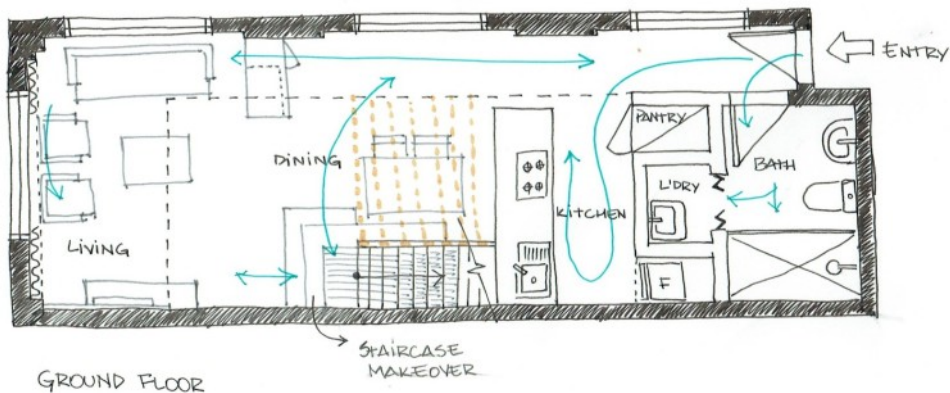 ENTRY
PANTRY
DINING
BATH
L'DRY
KITCHEN
LIVING
F
STAIRCASE
MAKEOVER
GROUND FLOOR